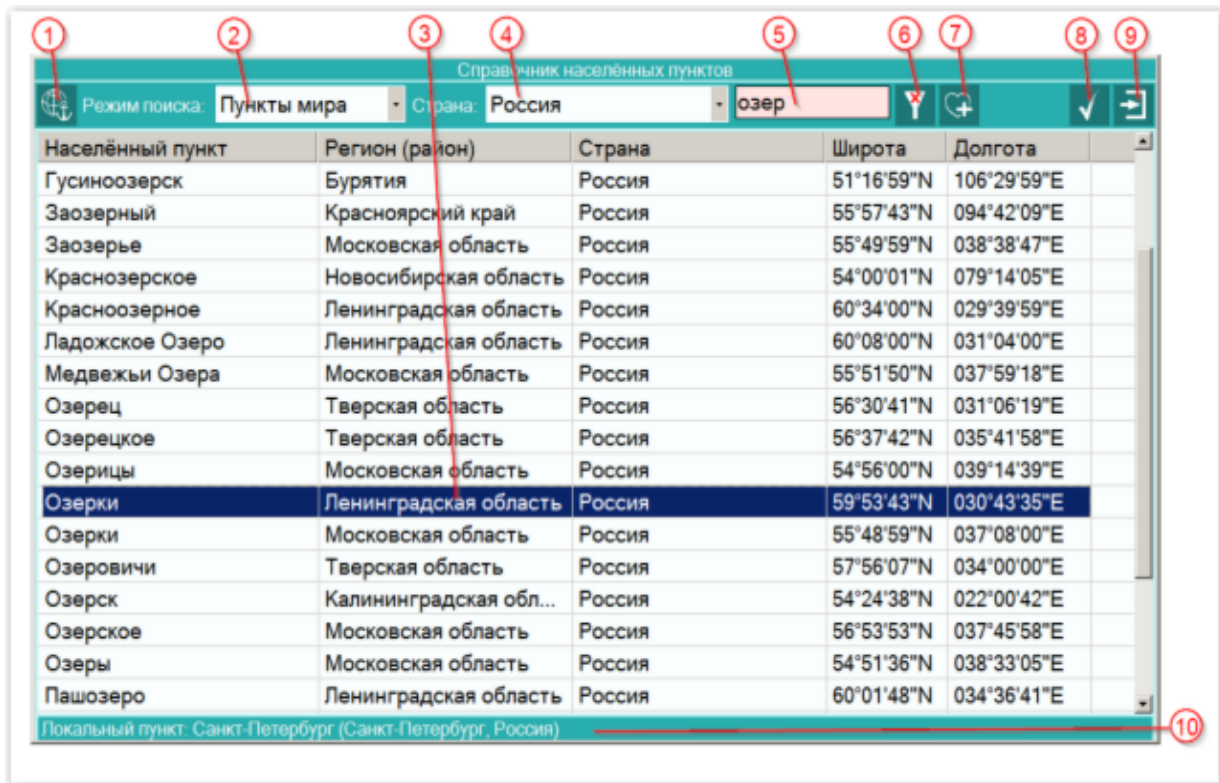 1 2 3 4 5 6 7 8 9
Справочник населённых пунктов
Режим поиска: Пункты мира Страна: Россия озер
Населённый пункт Регион (район) Страна Широта Долгота
Гусиноозерск Бурятия Россия 51°16'59"N 106°29'59"E
Заозерный Красноярский край Россия 55°57'43"N 094°42'09"E
Заозерье Московская область Россия 55°49'59"N 038°38'47"E
Краснозерское Новосибирская область Россия 54°00'01"N 079°14'05"E
Красноозерное Ленинградская область Россия 60°34'00"N 029°39'59"E
Ладожское Озеро Ленинградская область Россия 60°08'00"N 031°04'00"E
Медвежьи Озера Московская область Россия 55°51'50"N 037°59'18"E
Озерец Тверская область Россия 56°30'41"N 031°06'19"E
Озерецкое Тверская область Россия 56°37'42"N 035°41'58"E
Озерицы Московская область Россия 54°56'00"N 039°14'39"E
Озерки Ленинградская область Россия 59°53'43"N 030°43'35"E
Озерки Московская область Россия 55°48'59"N 037°08'00"E
Озеровичи Тверская область Россия 57°56'07"N 034°00'00"E
Озерск Калининградская обл... Россия 54°24'38"N 022°00'42"E
Озерское Московская область Россия 56°53'53"N 037°45'58"E
Озеры Московская область Россия 54°51'36"N 038°33'05"E
Пашозеро Ленинградская область Россия 60°01'48"N 034°36'41"E
Локальный пункт: Санкт-Петербург (Санкт-Петербург, Россия) 10